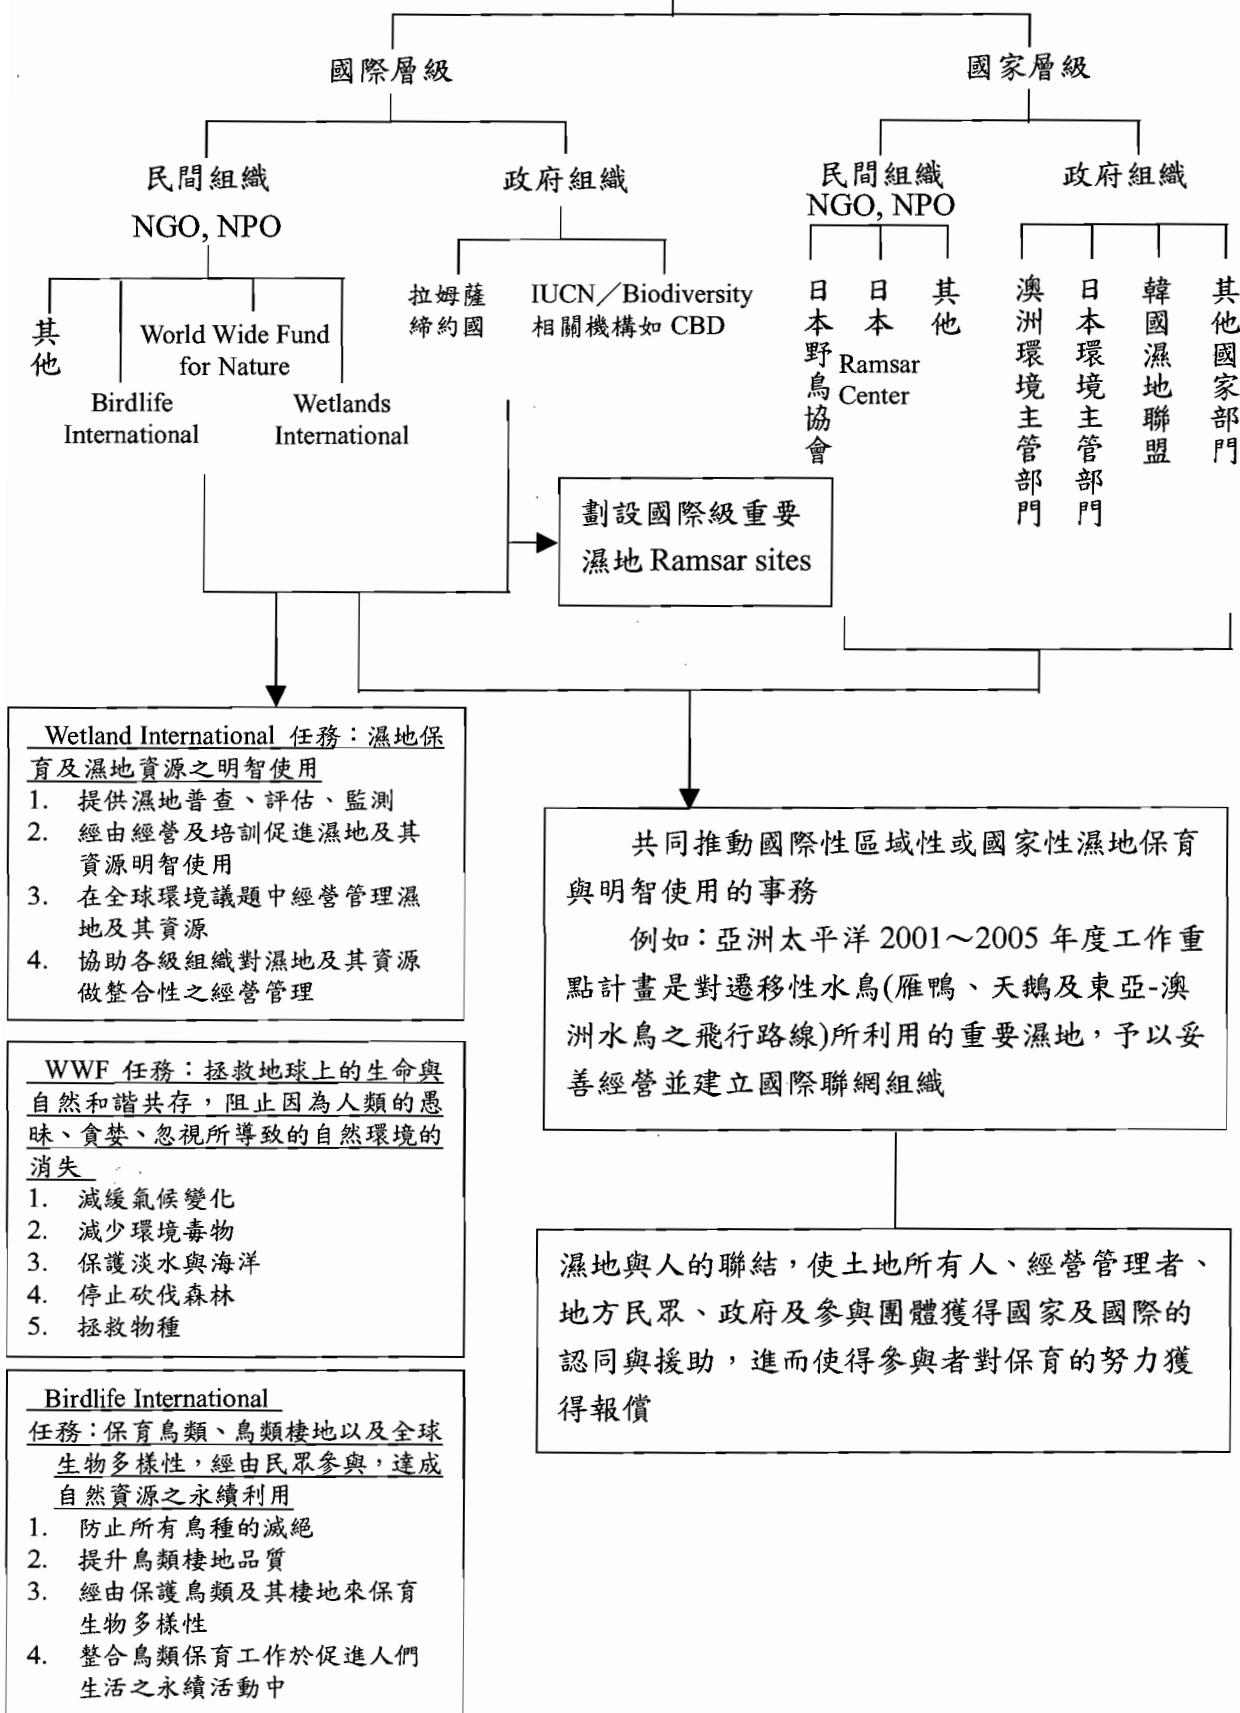 國際層級
國家層級
民間組織
NGO, NPO
政府組織
民間組織
NGO, NPO
政府組織
其他
Birdlife
International
World Wide Fund
for Nature
Wetlands
International
拉姆薩
締約國
IUCN／Biodiversity
相關機構如 CBD
日本野鳥協會
日本
Ramsar
Center
其他
澳洲環境主管部門
日本環境主管部門
韓國濕地聯盟
其他國家部門
劃設國際級重要
濕地 Ramsar sites
Wetland International 任務：濕地保
育及濕地資源之明智使用
1. 提供濕地普查、評估、監測
2. 經由經營及培訓促進濕地及其
資源明智使用
3. 在全球環境議題中經營管理濕
地及其資源
4. 協助各級組織對濕地及其資源
做整合性之經營管理
WWF 任務：拯救地球上的生命與
自然和諧共存，阻止因為人類的愚
昧、貪婪、忽視所導致的自然環境的
消失
1. 減緩氣候變化
2. 減少環境毒物
3. 保護淡水與海洋
4. 停止砍伐森林
5. 拯救物種
Birdlife International
任務：保育鳥類、鳥類棲地以及全球
生物多樣性，經由民眾參與，達成
自然資源之永續利用
1. 防止所有鳥種的滅絕
2. 提升鳥類棲地品質
3. 經由保護鳥類及其棲地來保育
生物多樣性
4. 整合鳥類保育工作於促進人們
生活之永續活動中
共同推動國際性區域性或國家性濕地保育
與明智使用的事務
例如：亞洲太平洋 2001～2005 年度工作重
點計畫是對遷移性水鳥(雁鴨、天鵝及東亞-澳
洲水鳥之飛行路線)所利用的重要濕地，予以妥
善經營並建立國際聯網組織
濕地與人的聯結，使土地所有人、經營管理者、
地方民眾、政府及參與團體獲得國家及國際的
認同與援助，進而使得參與者對保育的努力獲
得報償